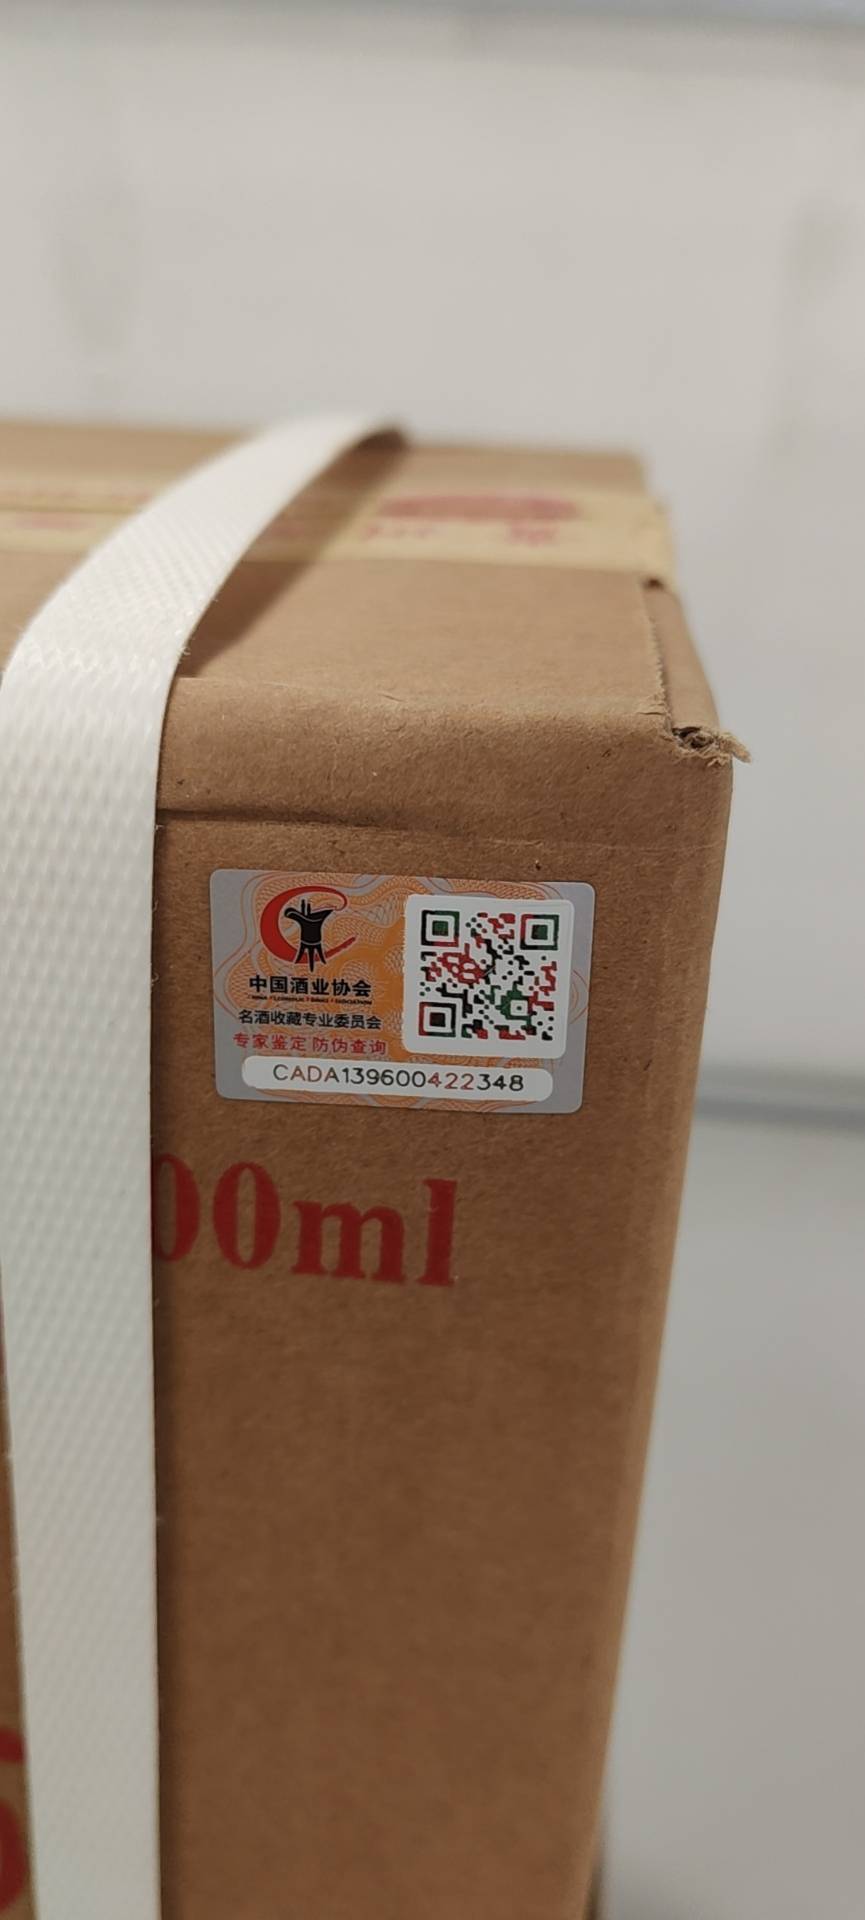 中国酒业协会
名酒收藏专业委员会
专家鉴定 防伪查询
CADA139600422348
00ml